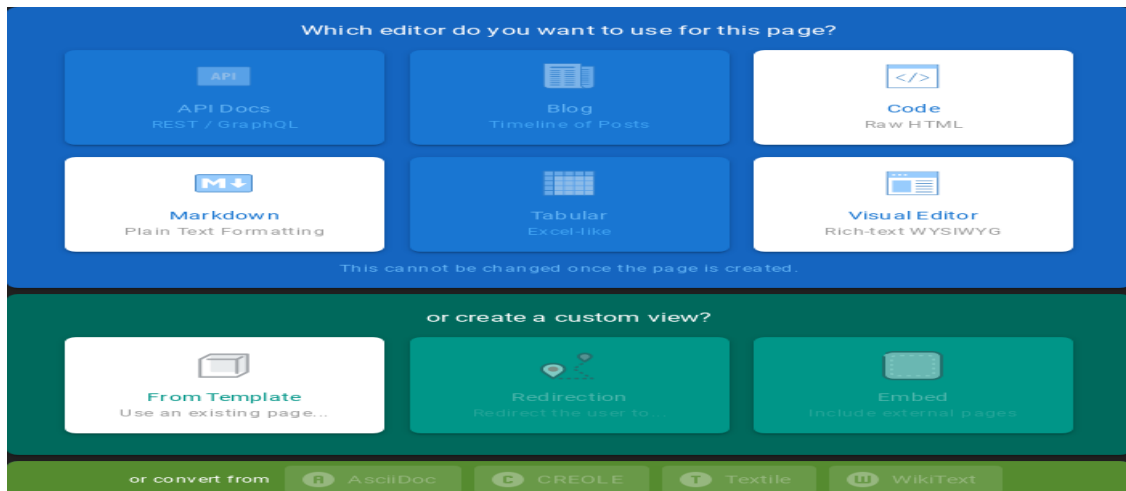 Which editor do you want to use for this page?
API
API Docs
REST / GraphQL
Blog
Timeline of Posts
</>
Code
Raw HTML
M
Markdown
Plain Text Formatting
Tabular
Excel-like
Visual Editor
Rich-text WYSIWYG
This cannot be changed once the page is created.
or create a custom view?
From Template
Use an existing page...
Redirection
Redirect the user to
Embed
Include external pages
or convert from
A AsciiDoc
C CREOLE
T Textile
W WikiText